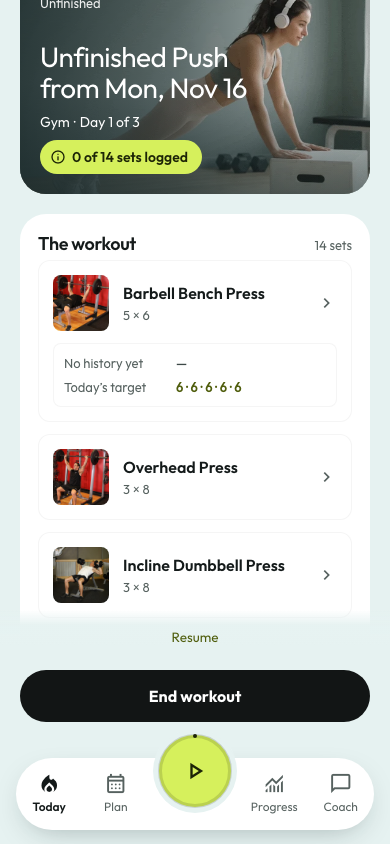 Unfinished
Unfinished Push
from Mon, Nov 16
Gym · Day 1 of 3
0 of 14 sets logged
The workout
14 sets
Barbell Bench Press
5 × 6
No history yet
—
Today's target
6·6·6·6·6
Overhead Press
3 × 8
Incline Dumbbell Press
3 × 8
Resume
End workout
Today
Plan
Progress
Coach